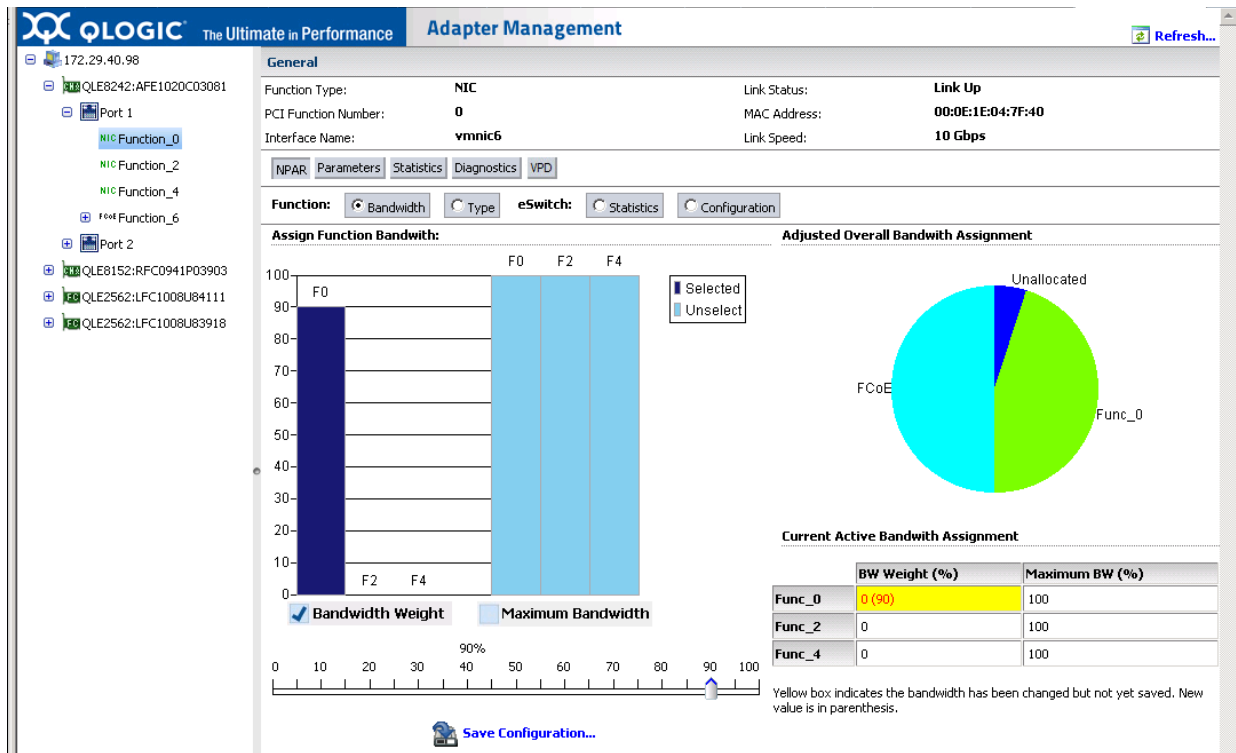 QLOGIC The Ultimate in Performance
Adapter Management
Refresh...
172.29.40.98
QLE8242:AFE1020C03081
Port 1
NIC Function_0
NIC Function_2
NIC Function_4
FCoE Function_6
Port 2
QLE8152:RFC0941P03903
QLE2562:LFC1008U84111
QLE2562:LFC1008U83918
General
Function Type: NIC Link Status: Link Up
PCI Function Number: 0 MAC Address: 00:0E:1E:04:7F:40
Interface Name: vmnic6 Link Speed: 10 Gbps
NPAR Parameters Statistics Diagnostics VPD
Function: Bandwidth Type eSwitch: Statistics Configuration
Assign Function Bandwith:
F0 F2 F4
100
F0
90
80
70
60
50
40
30
20
10
F2 F4
0
Selected
Unselect
Bandwidth Weight Maximum Bandwidth
90%
0 10 20 30 40 50 60 70 80 90 100
Save Configuration...
Adjusted Overall Bandwith Assignment
Unallocated
FCoE
Func_0
Current Active Bandwith Assignment
BW Weight (%) Maximum BW (%)
Func_0 0 (90) 100
Func_2 0 100
Func_4 0 100
Yellow box indicates the bandwidth has been changed but not yet saved. New
value is in parenthesis.